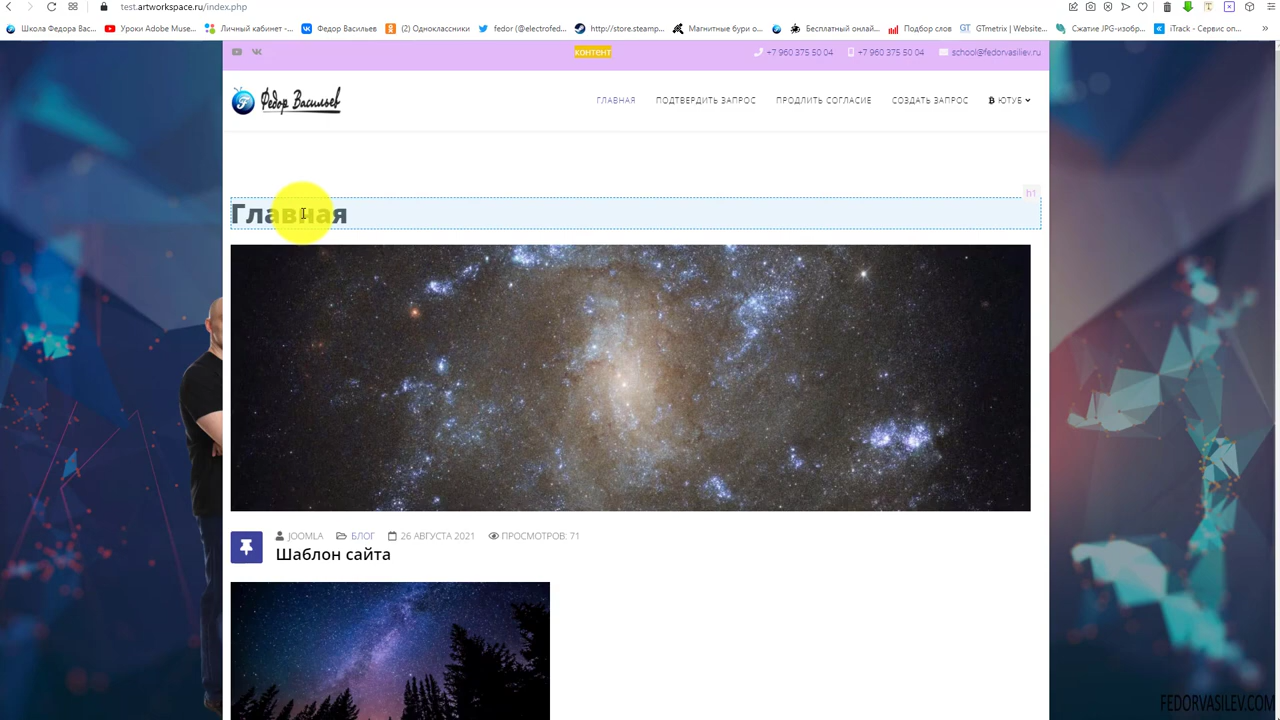 test.artworkspace.ru/index.php
Школа Федора Вас... Уроки Adobe Muse... Личный кабинет -... Федор Васильев (2) Одноклассники fedor (@electrofed... http://store.steamp... Магнитные бури о... Бесплатный онлай... Подбор слов GTmetrix | Website... Сжатие JPG-изобр... iTrack - Сервис оп...
контент +7 960 375 50 04 +7 960 375 50 04 school@fedorvasiliev.ru
Федор Васильев ГЛАВНАЯ ПОДТВЕРДИТЬ ЗАПРОС ПРОДЛИТЬ СОГЛАСИЕ СОЗДАТЬ ЗАПРОС ЮТУБ
h1
Главная
JOOMLA БЛОГ 26 АВГУСТА 2021 ПРОСМОТРОВ: 71
Шаблон сайта
FEDORVASILEV.COM